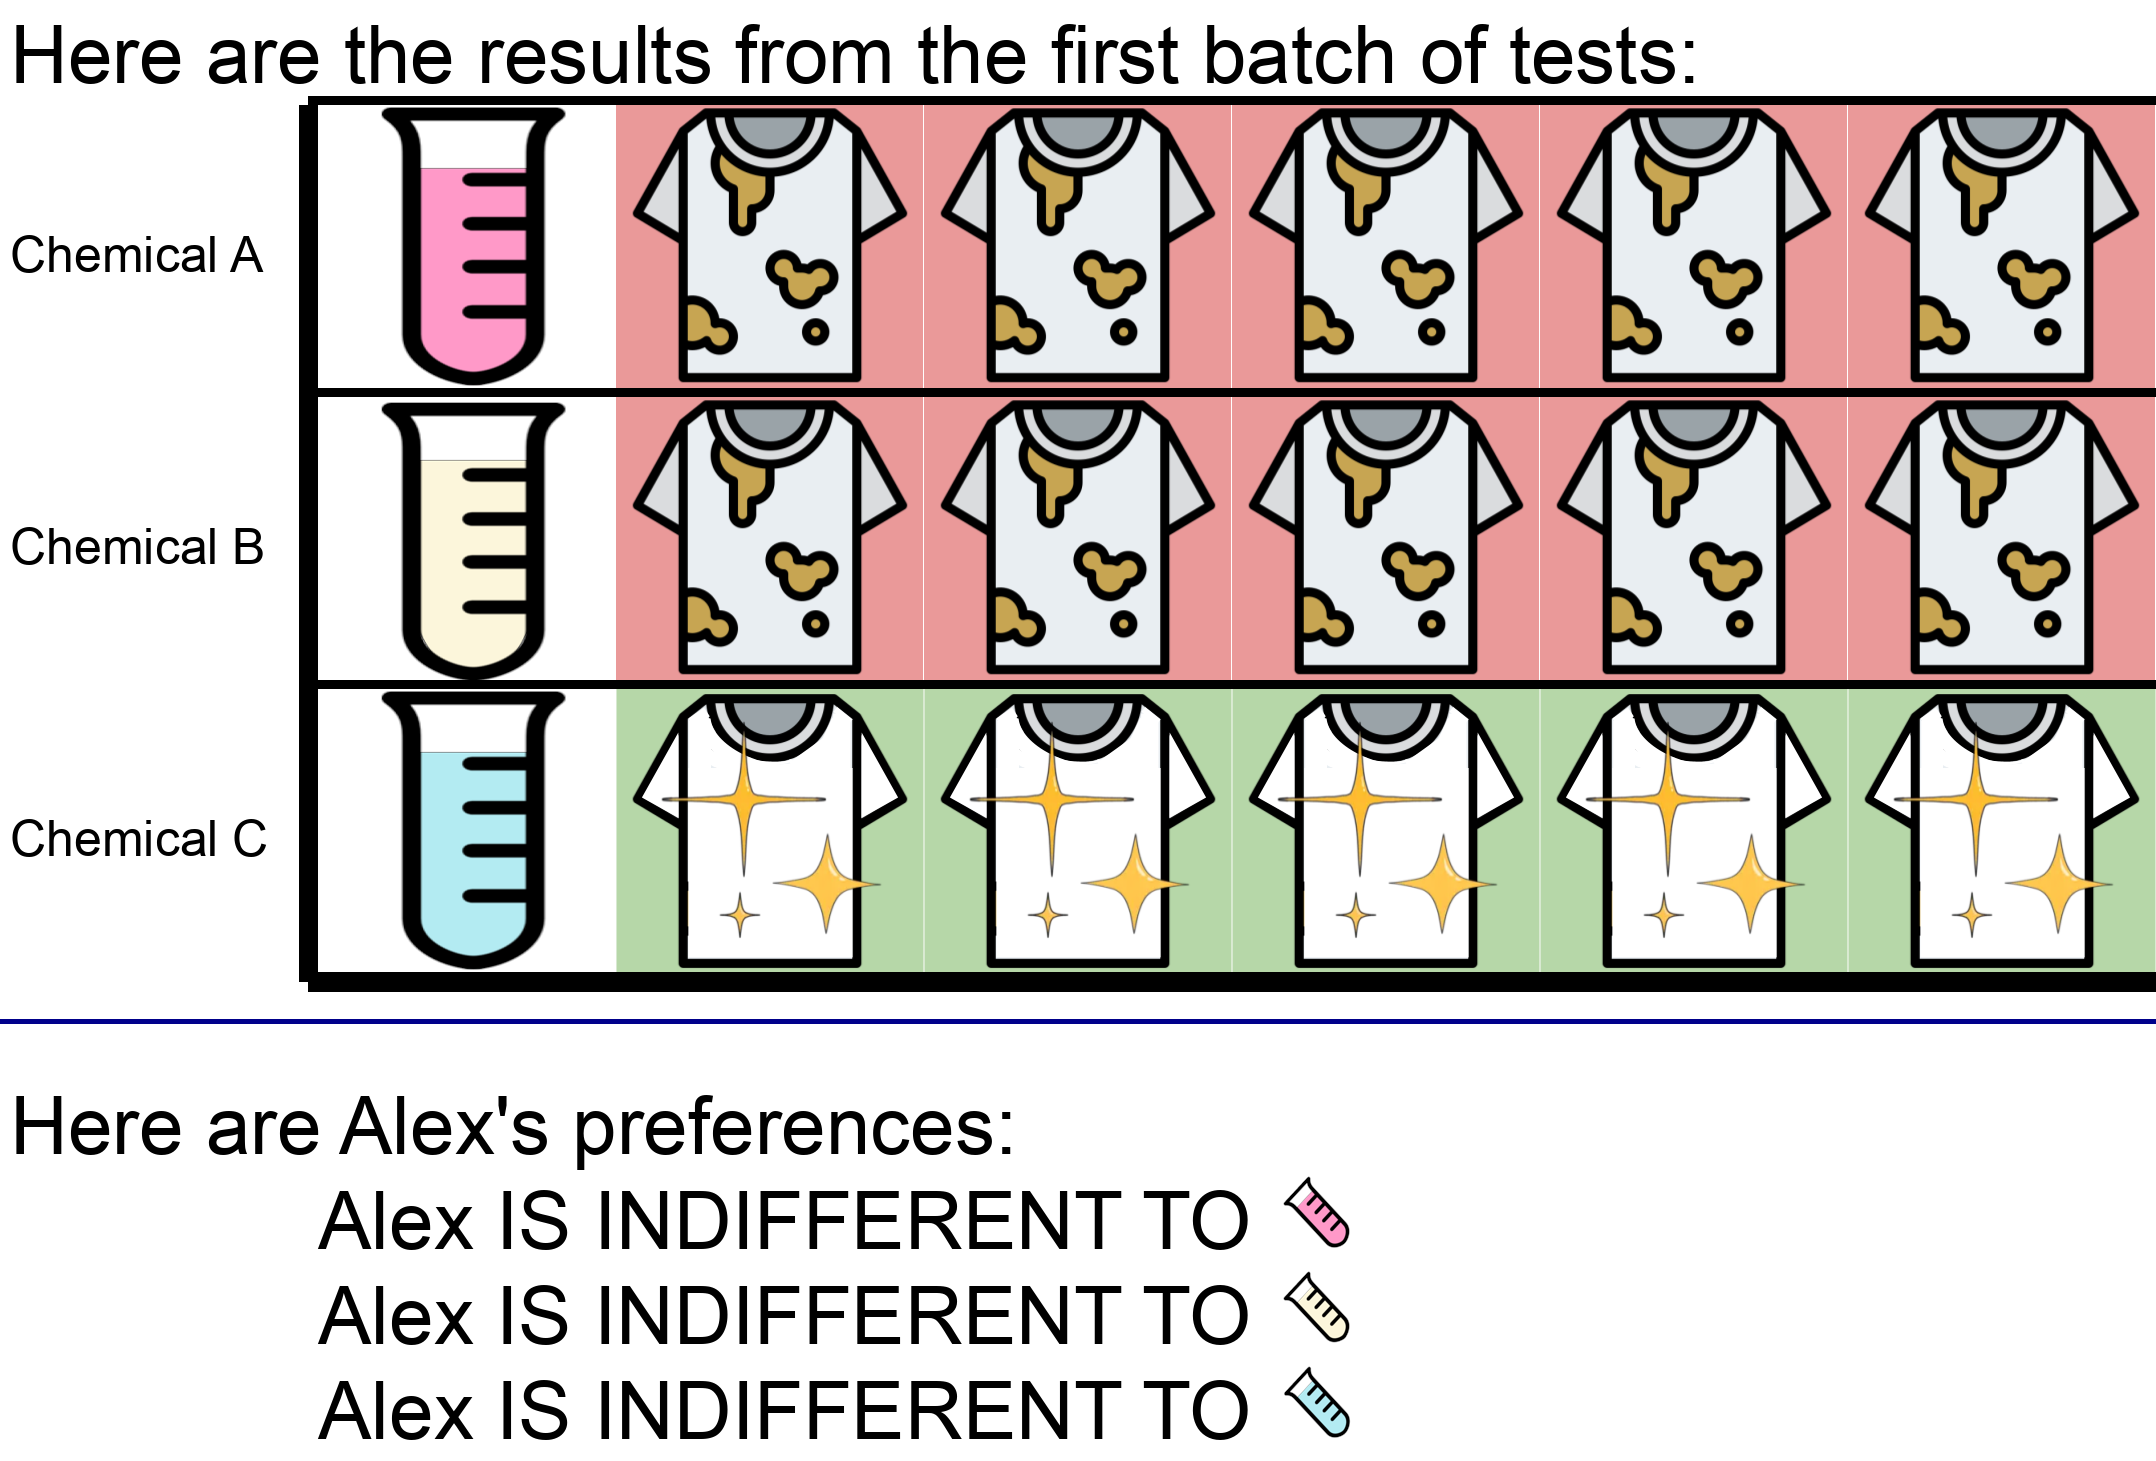 Here are the results from the first batch of tests:
Chemical A
Chemical B
Chemical C
Here are Alex's preferences:
Alex IS INDIFFERENT TO
Alex IS INDIFFERENT TO
Alex IS INDIFFERENT TO